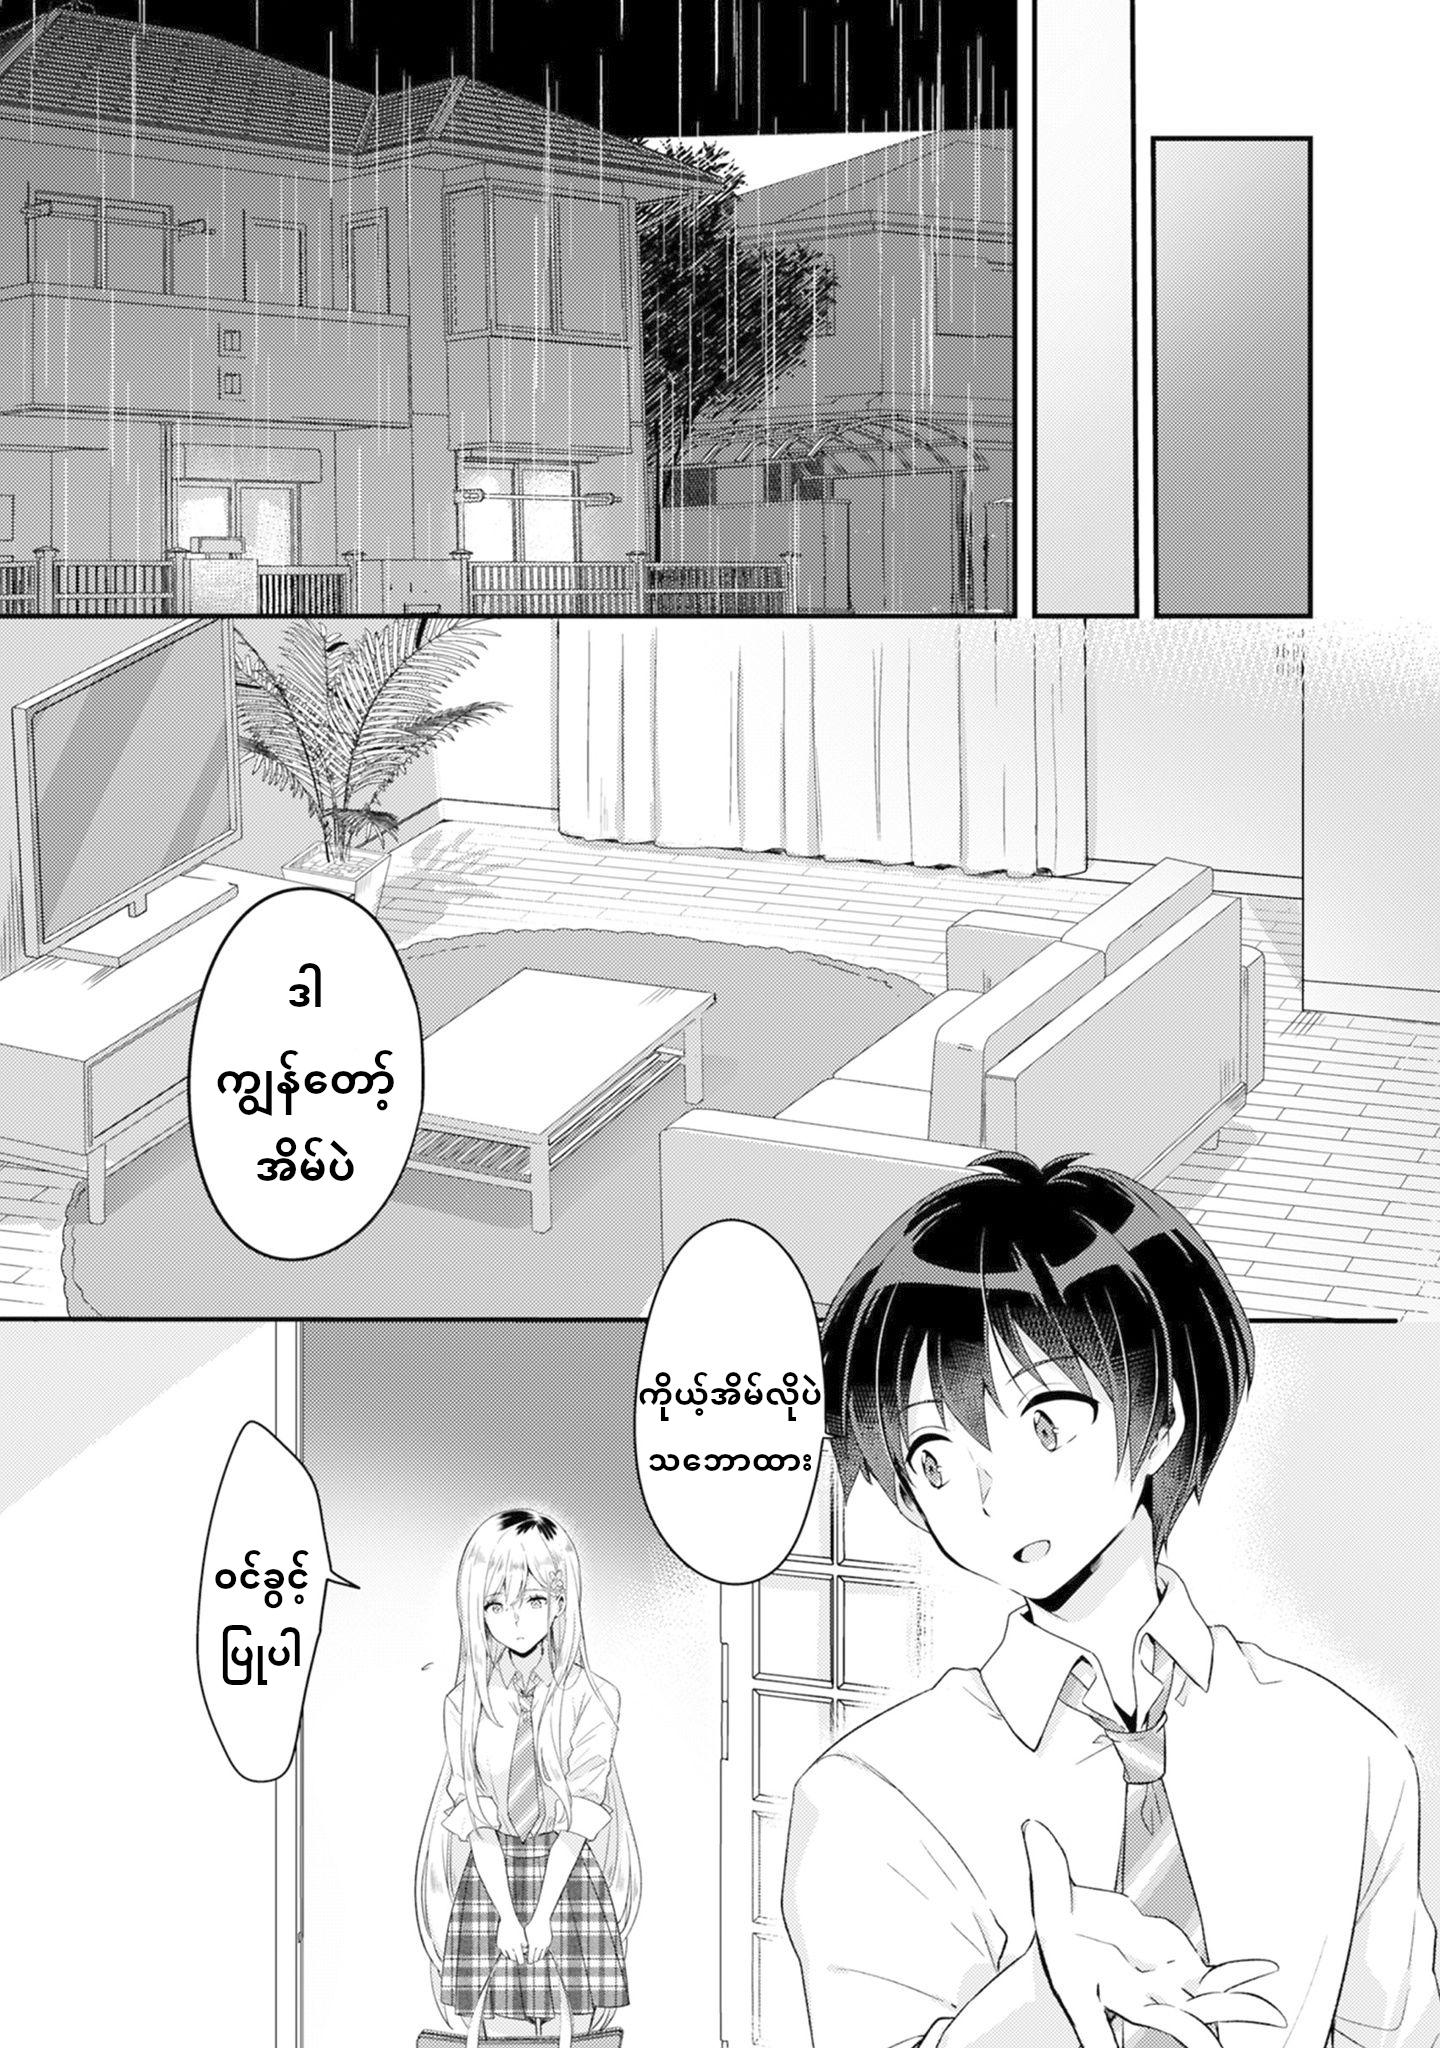 ဒါ
ကျွန်တော့်
အိမ်ပဲ
ကိုယ့်အိမ်လိုပဲ
သဘောထား
ဝင်ခွင့်
ပြုပါ